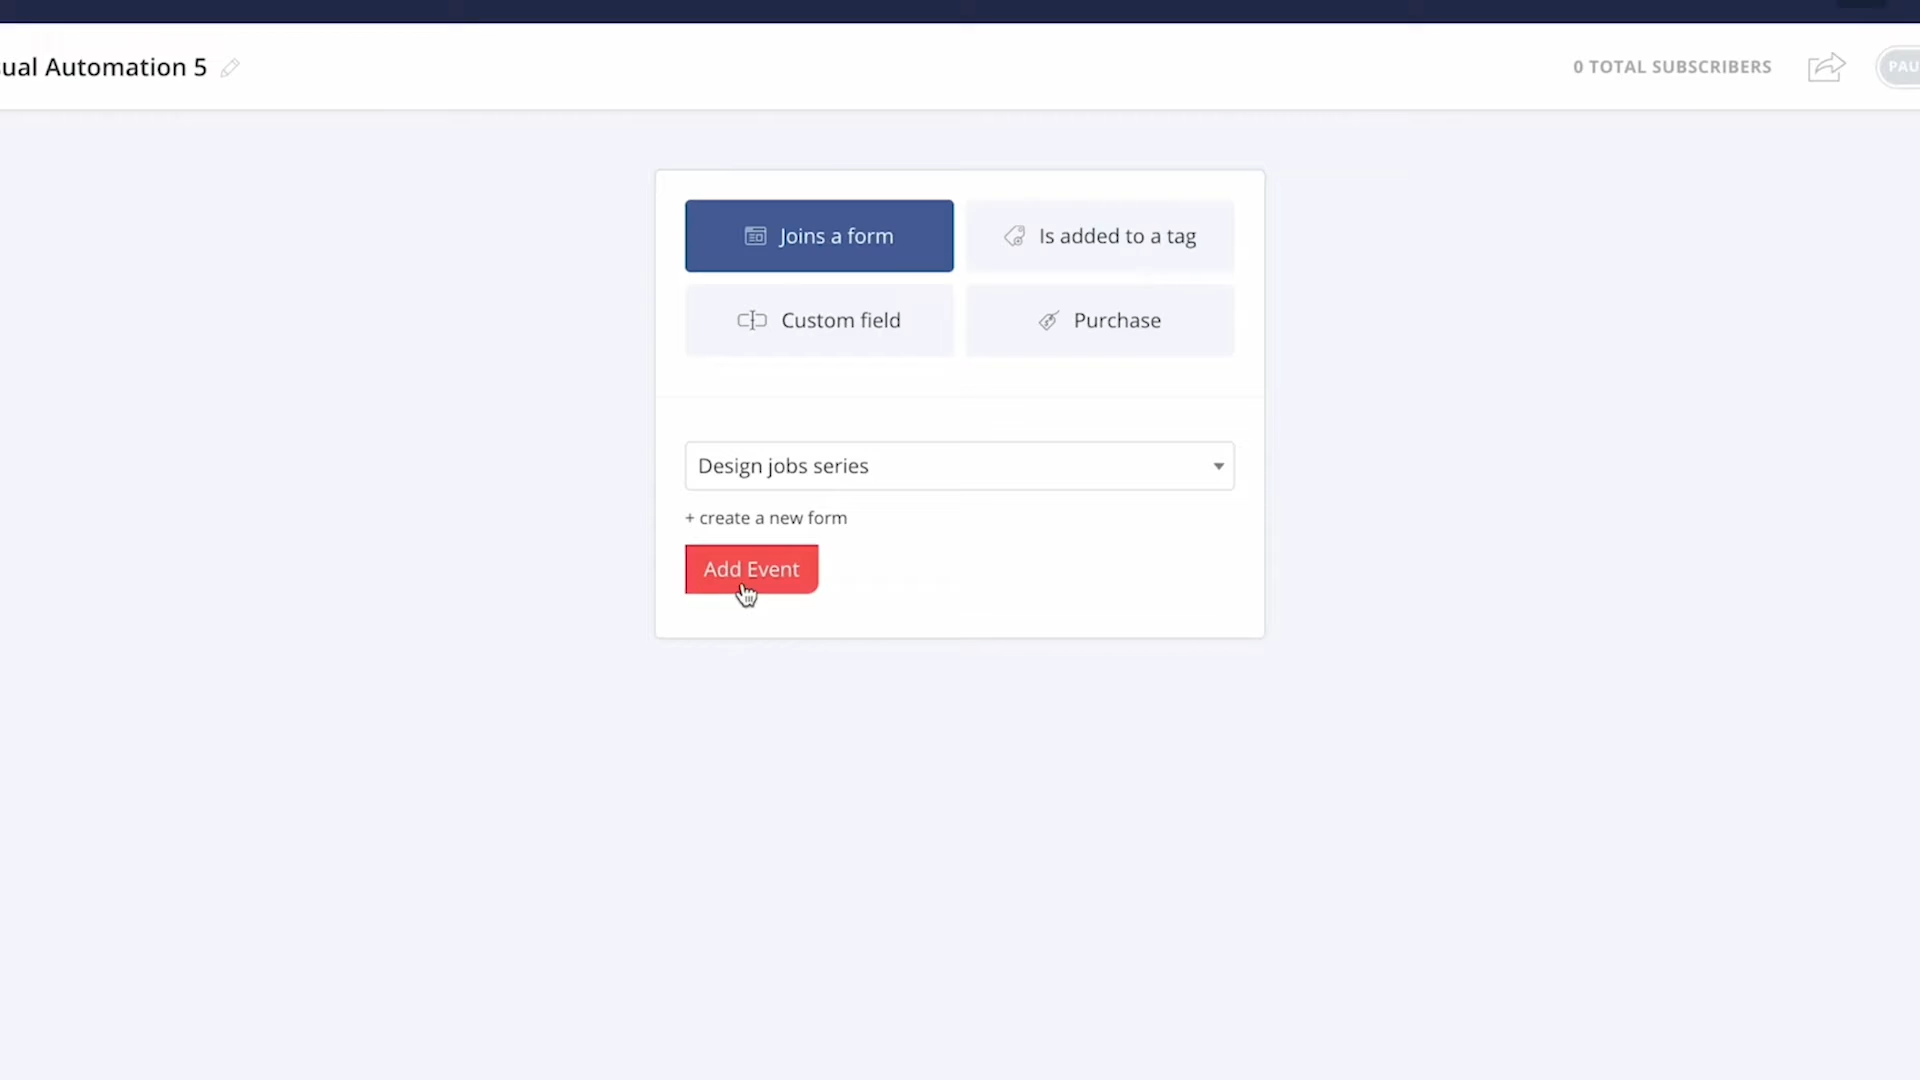 ual Automation 5
0 TOTAL SUBSCRIBERS
PAU
Joins a form
Is added to a tag
Custom field
Purchase
Design jobs series
+ create a new form
Add Event